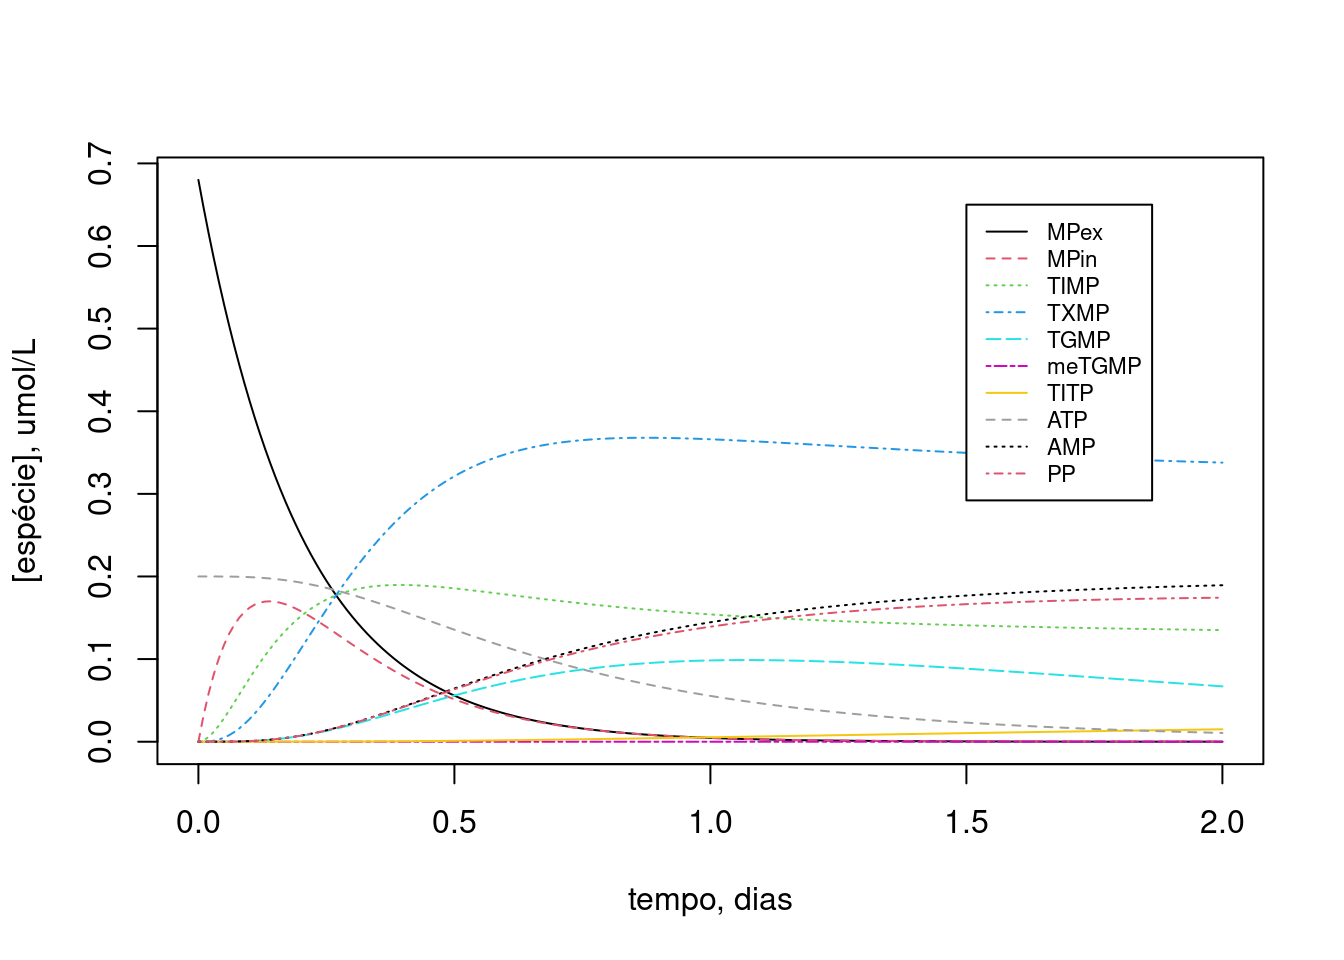 [espécie], umol/L
0.7
0.6
0.5
0.4
0.3
0.2
0.1
0.0
MPex
MPin
TIMP
TXMP
TGMP
meTGMP
TITP
ATP
AMP
PP
0.0 0.5 1.0 1.5 2.0
tempo, dias